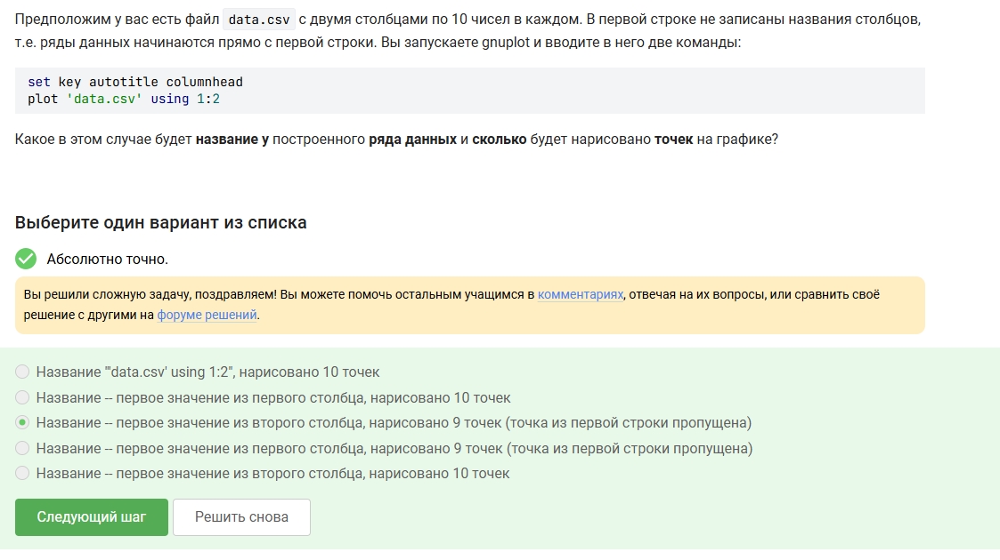 Предположим у вас есть файл data.csv с двумя столбцами по 10 чисел в каждом. В первой строке не записаны названия столбцов,
т.е. ряды данных начинаются прямо с первой строки. Вы запускаете gnuplot и вводите в него две команды:
set key autotitle columnhead
plot 'data.csv' using 1:2
Какое в этом случае будет название у построенного ряда данных и сколько будет нарисовано точек на графике?
Выберите один вариант из списка
Абсолютно точно.
Вы решили сложную задачу, поздравляем! Вы можете помочь остальным учащимся в комментариях, отвечая на их вопросы, или сравнить своё
решение с другими на форуме решений.
Название "'data.csv' using 1:2", нарисовано 10 точек
Название -- первое значение из первого столбца, нарисовано 10 точек
Название -- первое значение из второго столбца, нарисовано 9 точек (точка из первой строки пропущена)
Название -- первое значение из первого столбца, нарисовано 9 точек (точка из первой строки пропущена)
Название -- первое значение из второго столбца, нарисовано 10 точек
Следующий шаг
Решить снова